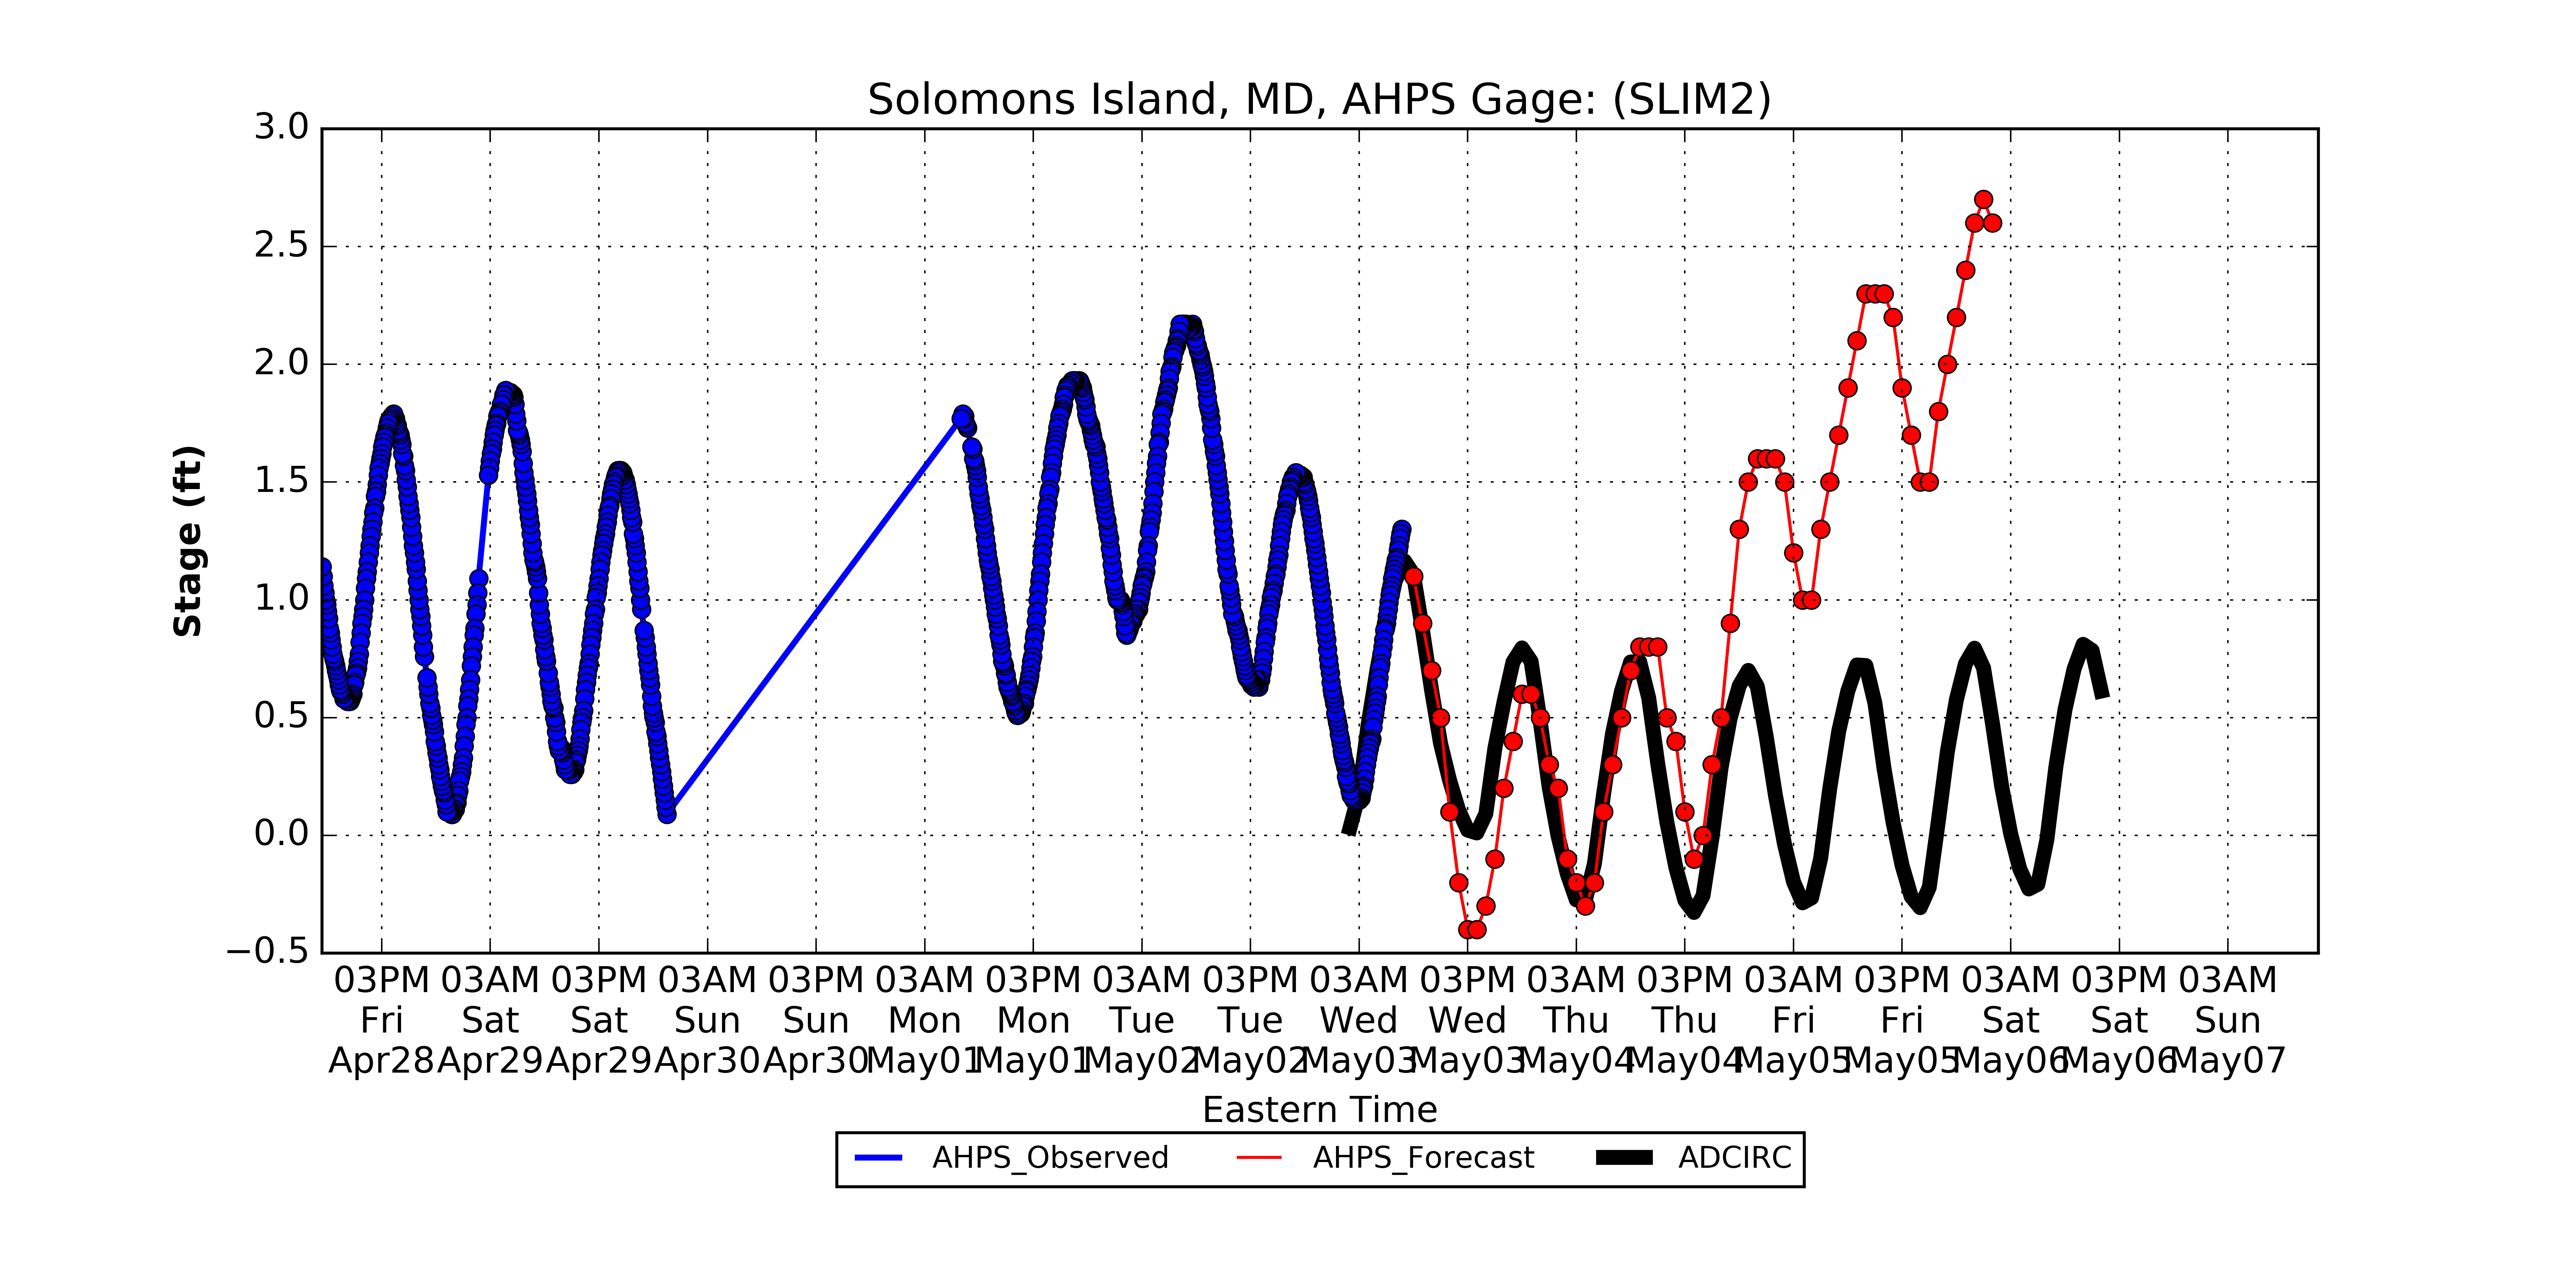 Solomons Island, MD, AHPS Gage: (SLIM2)
3.0
2.5
2.0
1.5
1.0
0.5
0.0
−0.5
Stage (ft)
03PM 03AM 03PM 03AM 03PM 03AM 03PM 03AM 03PM 03AM 03PM 03AM 03PM 03AM 03PM 03AM 03PM 03AM
Fri Sat Sat Sun Sun Mon Mon Tue Tue Wed Wed Thu Thu Fri Fri Sat Sat Sun
Apr28 Apr29 Apr29 Apr30 Apr30 May01 May01 May02 May02 May03 May03 May04 May04 May05 May05 May06 May06 May07
Eastern Time
AHPS_Observed AHPS_Forecast ADCIRC